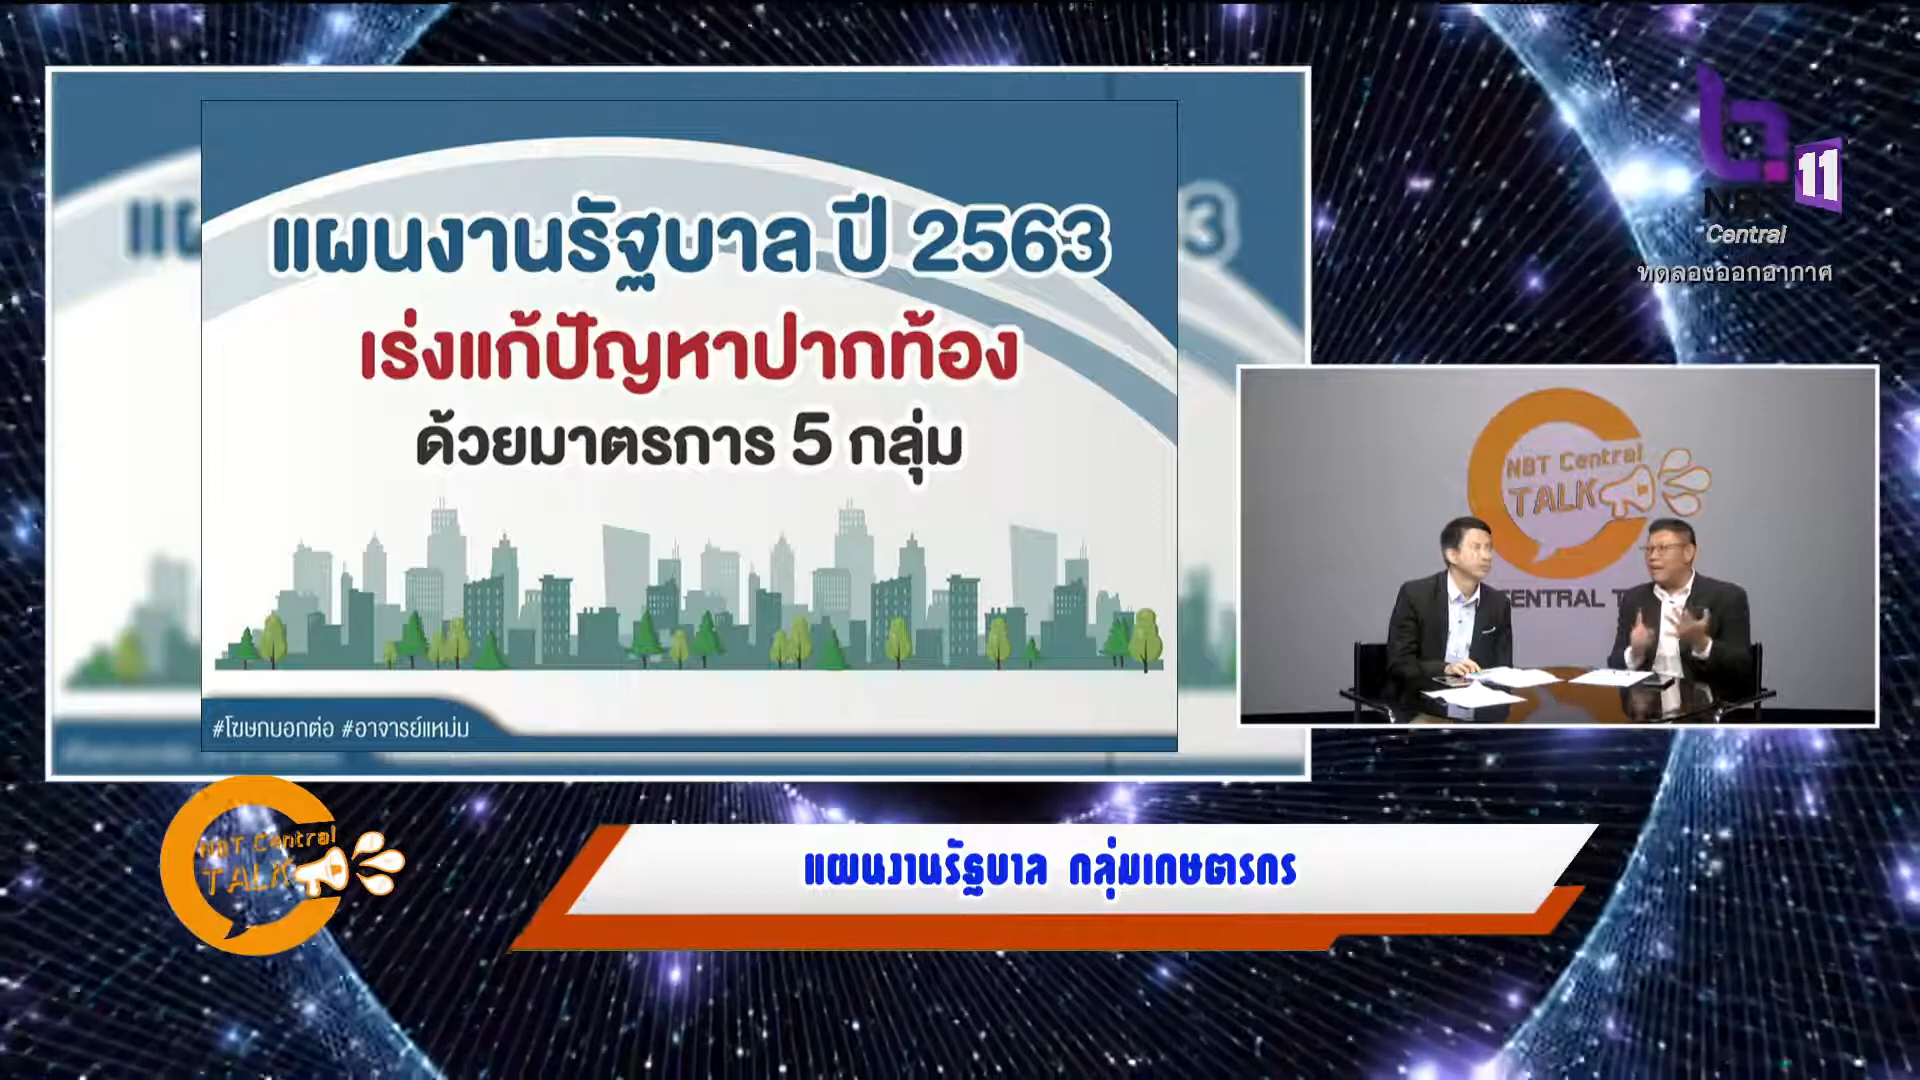 แผนงานรัฐบาล ปี 2563
เร่งแก้ปัญหาปากท้อง
ด้วยมาตรการ 5 กลุ่ม
#โฆษกบอกต่อ #อาจารย์แหม่ม
11
NBT
Central
ทดลองออกอากาศ
NBT Central
TALK
CENTRAL T
NBT Central
TALK
แผนงานรัฐบาล กลุ่มเกษตรกร